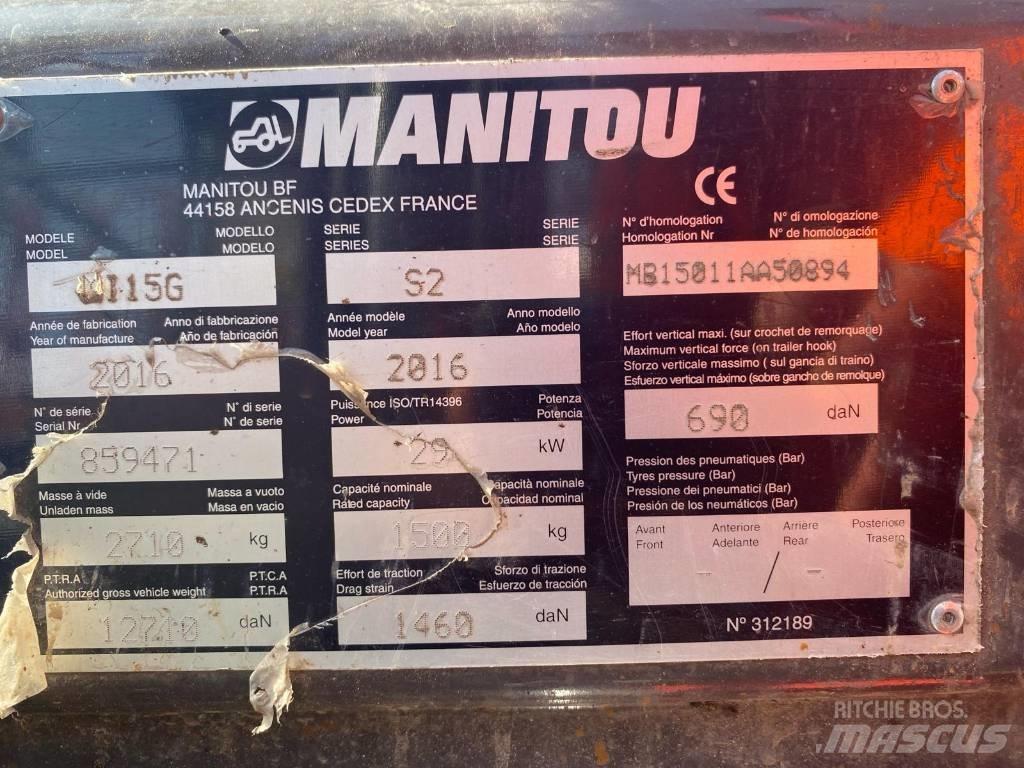 MANITOU
MANITOU BF
44158 ANCENIS CEDEX FRANCE
CE
MODELE MODELLO
MODEL MODELO
MI15G
SERIE SERIE
SERIES SERIE
S2
N° d'homologation N° di omologazione
Homologation Nr N° de homologación
MB15011AA50894
Année de fabrication Anno di fabbricazione
Year of manufacture Año de fabricación
2016
Année modèle Anno modello
Model year Año modelo
2016
Effort vertical maxi. (sur crochet de remorquage)
Maximum vertical force (on trailer hook)
Sforzo verticale massimo ( sul gancia di traino)
Esfuerzo vertical máximo (sobre gancho de remolque)
690 daN
N° de série N° di serie
Serial Nr N° de serie
859471
Puissance ISO/TR14396 Potenza
Power Potencia
29 kW
Pression des pneumatiques (Bar)
Tyres pressure (Bar)
Pressione dei pneumatici (Bar)
Presión de los neumáticos (Bar)
Avant Anteriore Arrière Posteriore
Front Adelante Rear Trasero
– / –
Masse à vide Massa a vuoto
Unladen mass Masa en vacio
2710 kg
Capacité nominale Capacità nominale
Rated capacity Capacidad nominal
1500 kg
P.T.R.A P.T.C.A
Authorized gross vehicle weight P.T.R.A
12710 daN
Effort de traction Sforzo di trazione
Drag strain Esfuerzo de tracción
1460 daN
N° 312189
RITCHIE BROS.
MASCUS